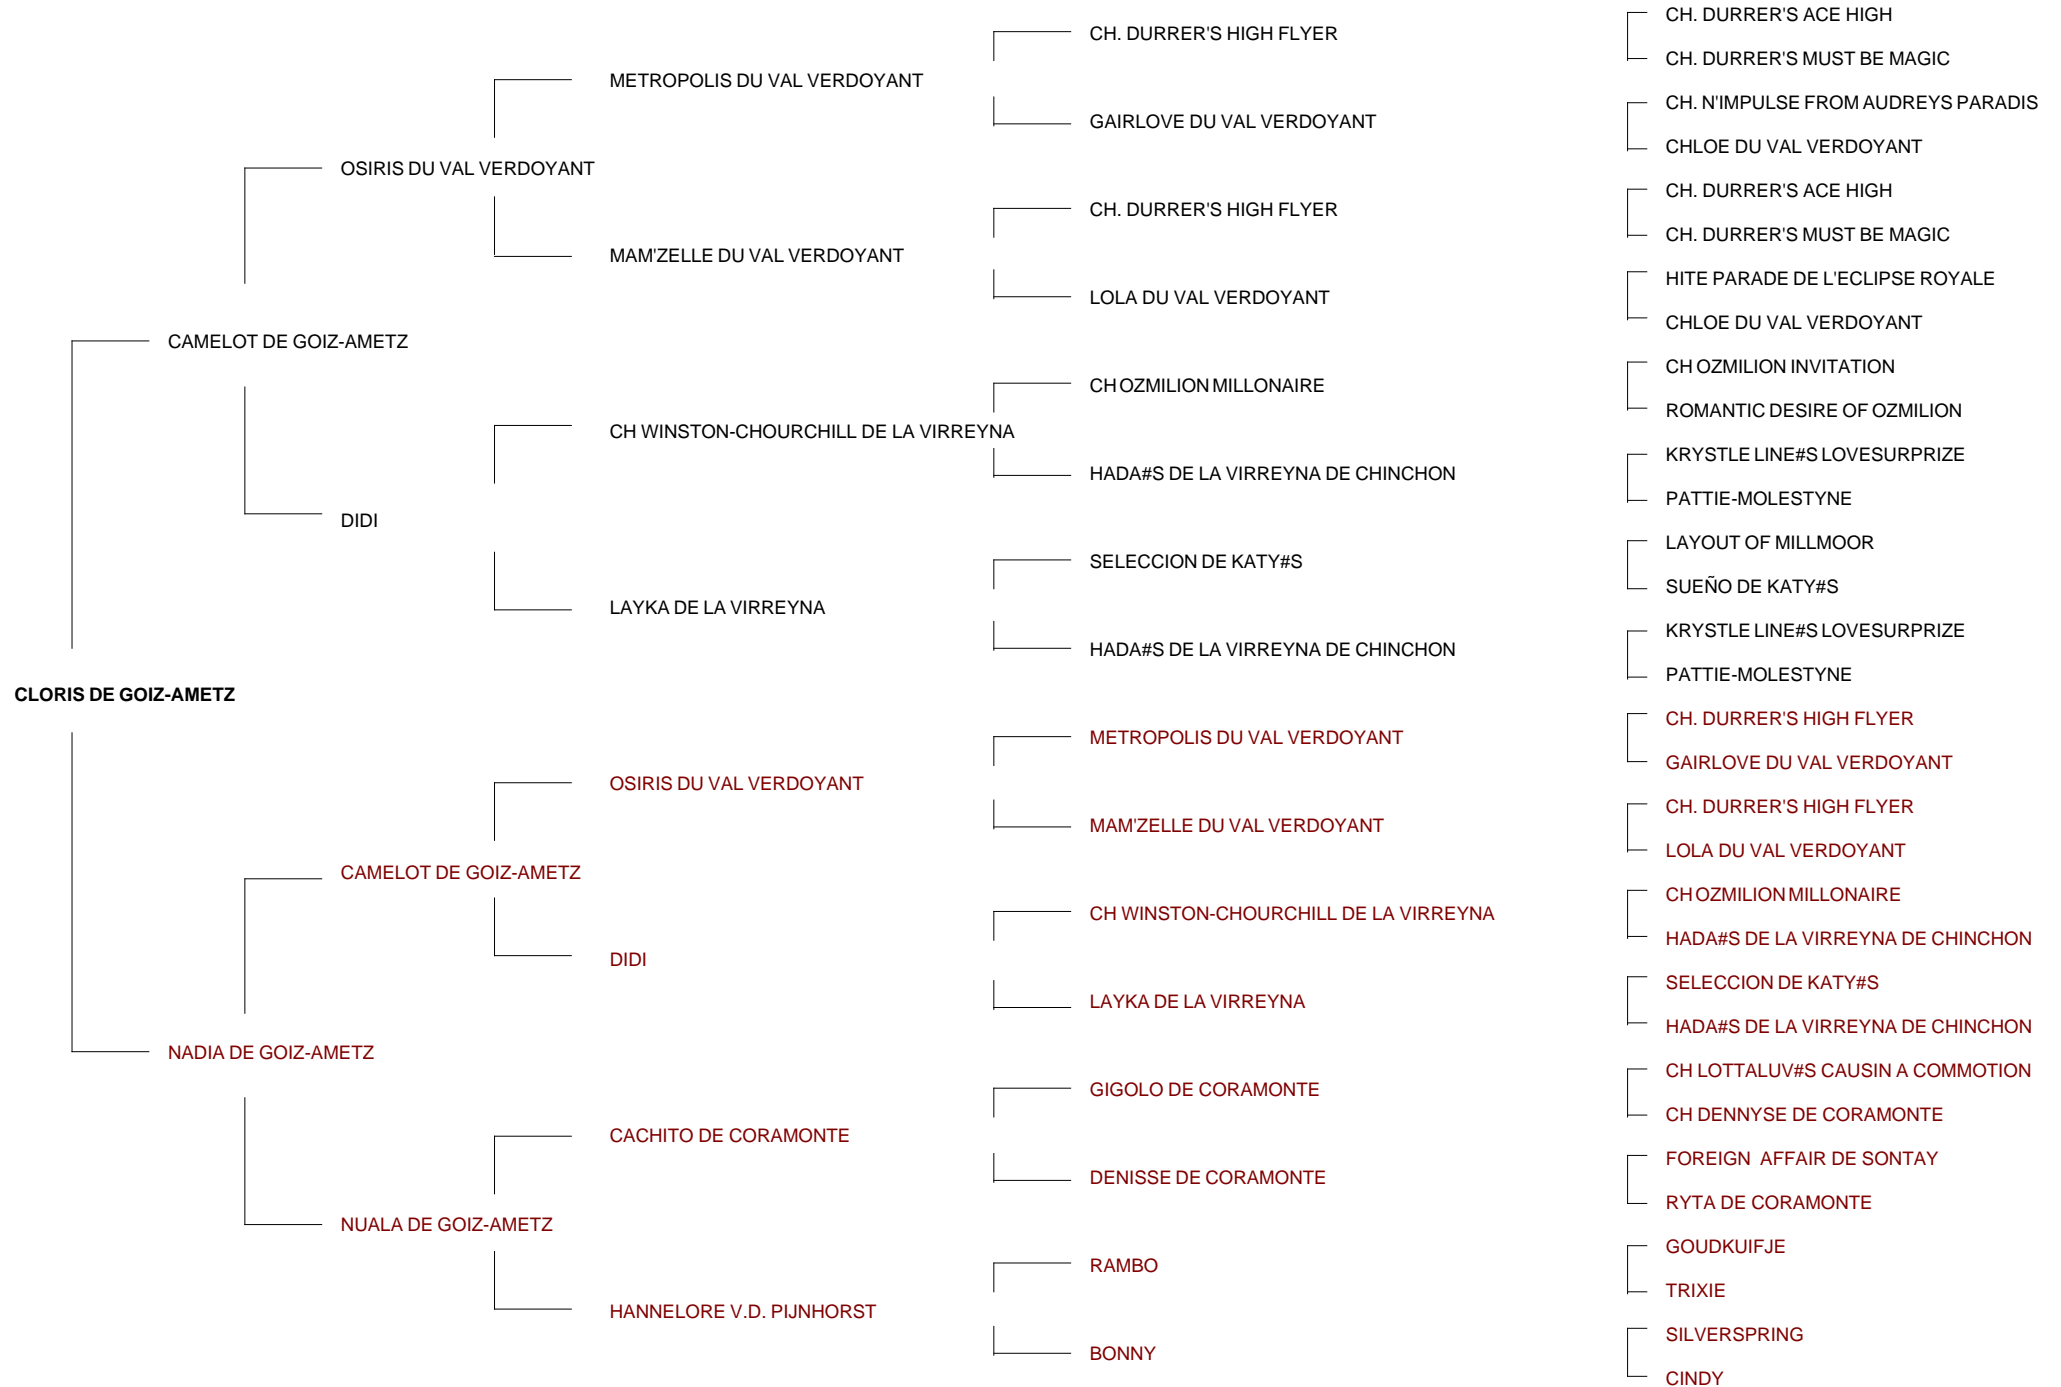 CH. DURRER'S ACE HIGH
CH. DURRER'S HIGH FLYER
CH. DURRER'S MUST BE MAGIC
METROPOLIS DU VAL VERDOYANT
CH. N'IMPULSE FROM AUDREYS PARADIS
GAIRLOVE DU VAL VERDOYANT
CHLOE DU VAL VERDOYANT
OSIRIS DU VAL VERDOYANT
CH. DURRER'S ACE HIGH
CH. DURRER'S HIGH FLYER
CH. DURRER'S MUST BE MAGIC
MAM'ZELLE DU VAL VERDOYANT
HITE PARADE DE L'ECLIPSE ROYALE
LOLA DU VAL VERDOYANT
CHLOE DU VAL VERDOYANT
CAMELOT DE GOIZ-AMETZ
CH OZMILION INVITATION
CH OZMILION MILLONAIRE
ROMANTIC DESIRE OF OZMILION
CH WINSTON-CHOURCHILL DE LA VIRREYNA
KRYSTLE LINE#S LOVESURPRIZE
HADA#S DE LA VIRREYNA DE CHINCHON
PATTIE-MOLESTYNE
DIDI
LAYOUT OF MILLMOOR
SELECCION DE KATY#S
SUEÑO DE KATY#S
LAYKA DE LA VIRREYNA
KRYSTLE LINE#S LOVESURPRIZE
HADA#S DE LA VIRREYNA DE CHINCHON
PATTIE-MOLESTYNE
CLORIS DE GOIZ-AMETZ
CH. DURRER'S HIGH FLYER
METROPOLIS DU VAL VERDOYANT
GAIRLOVE DU VAL VERDOYANT
OSIRIS DU VAL VERDOYANT
CH. DURRER'S HIGH FLYER
MAM'ZELLE DU VAL VERDOYANT
LOLA DU VAL VERDOYANT
CAMELOT DE GOIZ-AMETZ
CH OZMILION MILLONAIRE
CH WINSTON-CHOURCHILL DE LA VIRREYNA
HADA#S DE LA VIRREYNA DE CHINCHON
DIDI
SELECCION DE KATY#S
LAYKA DE LA VIRREYNA
HADA#S DE LA VIRREYNA DE CHINCHON
NADIA DE GOIZ-AMETZ
CH LOTTALUV#S CAUSIN A COMMOTION
GIGOLO DE CORAMONTE
CH DENNYSE DE CORAMONTE
CACHITO DE CORAMONTE
FOREIGN  AFFAIR DE SONTAY
DENISSE DE CORAMONTE
RYTA DE CORAMONTE
NUALA DE GOIZ-AMETZ
GOUDKUIFJE
RAMBO
TRIXIE
HANNELORE V.D. PIJNHORST
SILVERSPRING
BONNY
CINDY